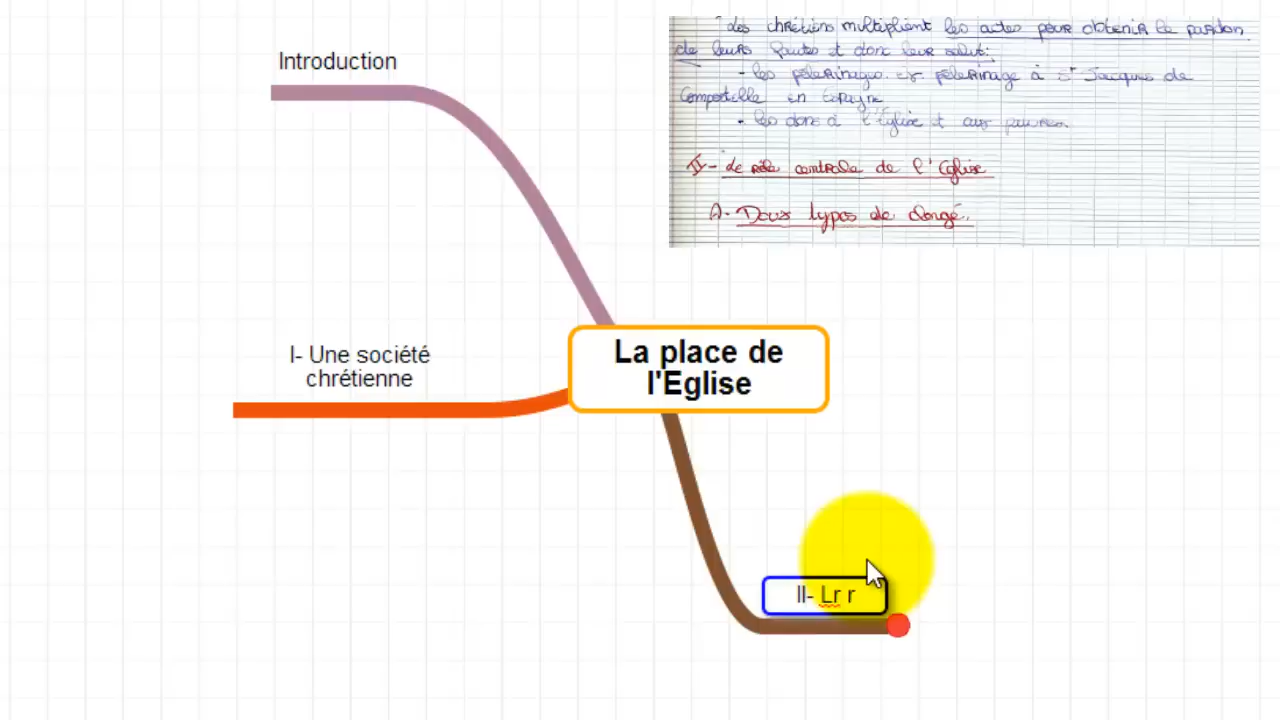 Introduction
des chrétiens multiplient les actes pour obtenir le pardon
de leurs fautes et donc leur salut:
- les pèlerinages. ex pèlerinage à St Jacques de
Compostelle en Espagne
- les dons à l'Église et aux pauvres.
II- Le rôle centrale de l'Eglise
A- Deux types de clergé.
I- Une société
chrétienne
La place de
l'Eglise
II- Lr r